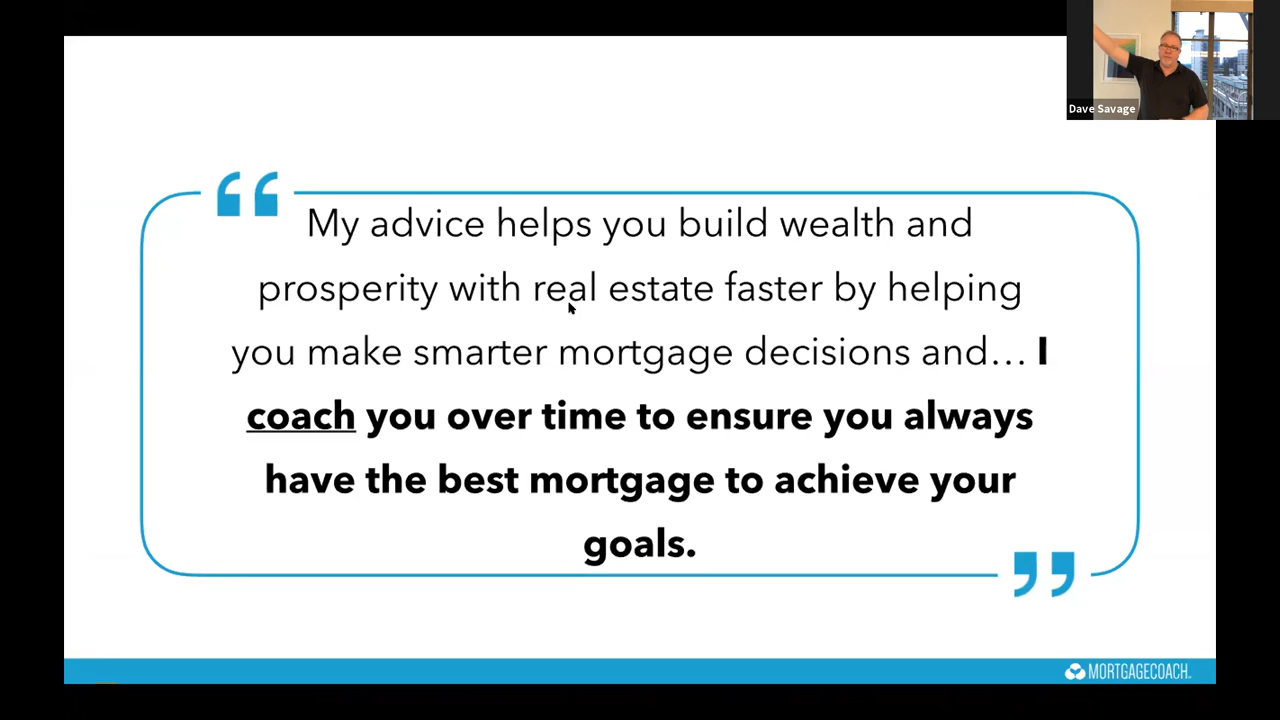 Dave Savage
“
My advice helps you build wealth and
prosperity with real estate faster by helping
you make smarter mortgage decisions and… I
coach you over time to ensure you always
have the best mortgage to achieve your
goals.
”
MORTGAGECOACH